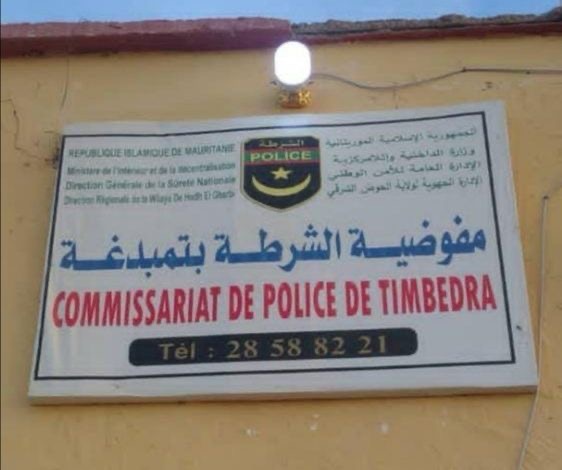 REPUBLIQUE ISLAMIQUE DE MAURITANIE
Ministère de l'intérieur et de la décentralisation
Direction Générale de la Sûreté Nationale
Direction Régionale de la Wilaya De Hodh El Gharbi
الشرطة
POLICE
الجمهورية الإسلامية الموريتانية
وزارة الداخلية واللامركزية
الإدارة العامة للأمن الوطني
الإدارة الجهوية لولاية الحوض الشرقي
مفوضية الشرطة بتمبدغة
COMMISSARIAT DE POLICE DE TIMBEDRA
Tèl : 28 58 82 21